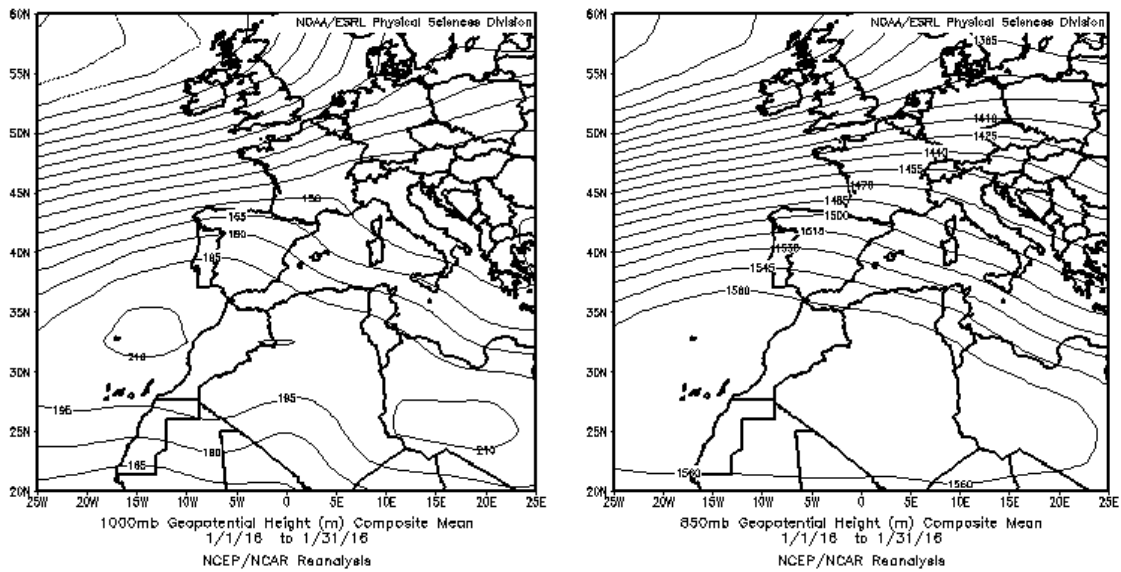 NOAA/ESRL Physical Sciences Division
60N
55N
50N
45N
40N
35N
30N
25N
20N
150
165
180
195
210
195
180
165
210
25W 20W 15W 10W 5W 0 5E 10E 15E 20E 25E
1000mb Geopotential Height (m) Composite Mean
1/1/16 to 1/31/16
NCEP/NCAR Reanalysis
NOAA/ESRL Physical Sciences Division
60N
55N
50N
45N
40N
35N
30N
25N
20N
1410
1425
1440
1455
1470
1485
1500
1515
1530
1545
1560
1560
1560
25W 20W 15W 10W 5W 0 5E 10E 15E 20E 25E
850mb Geopotential Height (m) Composite Mean
1/1/16 to 1/31/16
NCEP/NCAR Reanalysis